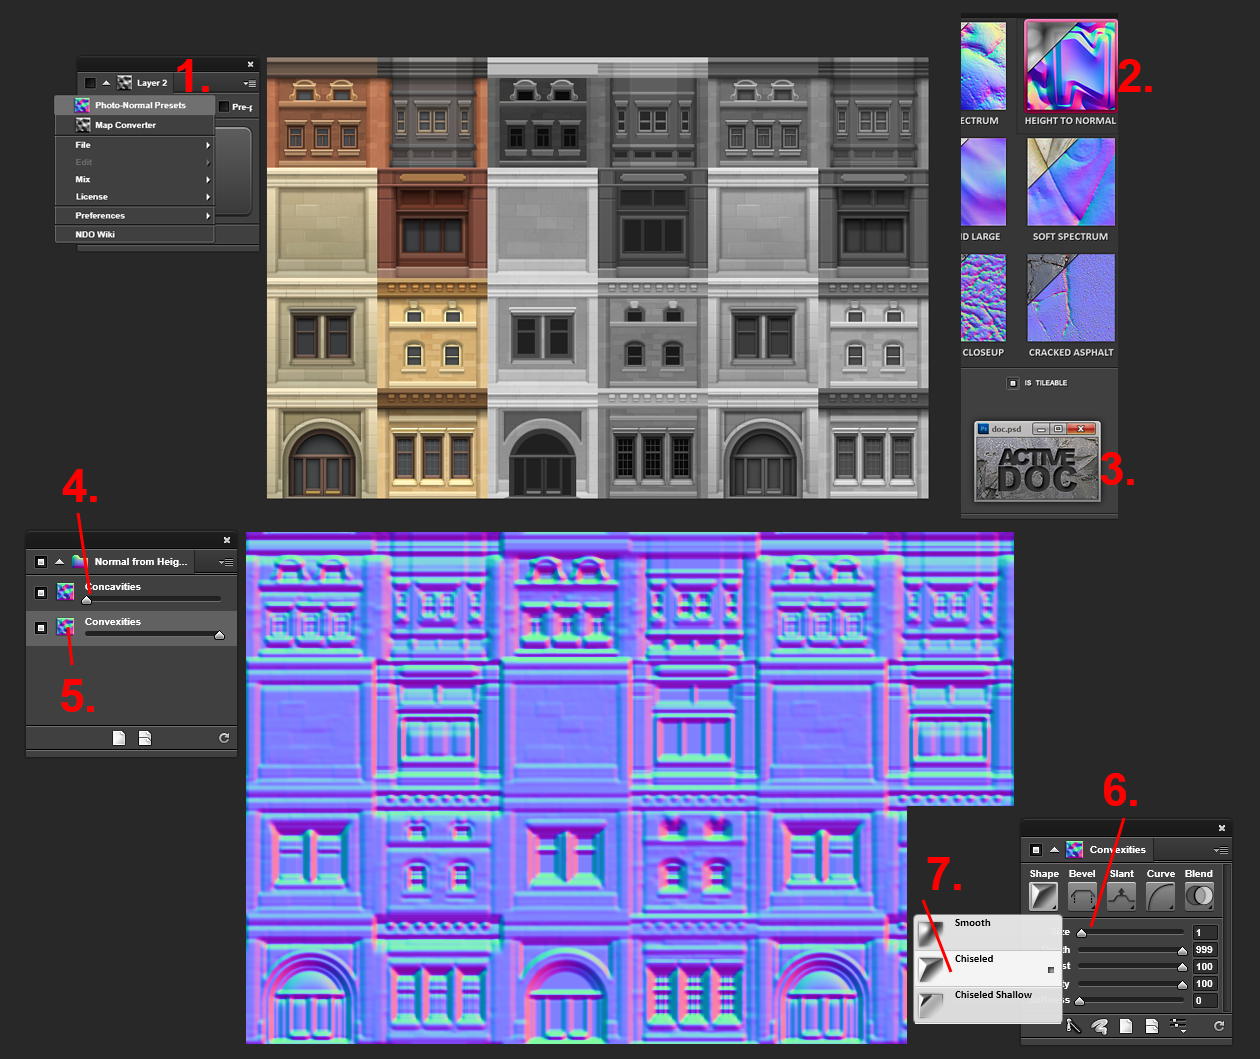 1.
Layer 2
Photo-Normal Presets
Map Converter
File
Edit
Mix
License
Preferences
NDO Wiki
2.
ECTRUM
HEIGHT TO NORMAL
ND LARGE
SOFT SPECTRUM
CLOSEUP
CRACKED ASPHALT
IS TILEABLE
Ps doc.psd
ACTIVE
DOC
3.
4.
Normal from Heig...
Concavities
Convexities
5.
6.
Convexities
Shape Bevel Slant Curve Blend
1
999
100
100
0
7.
Smooth
Chiseled
Chiseled Shallow